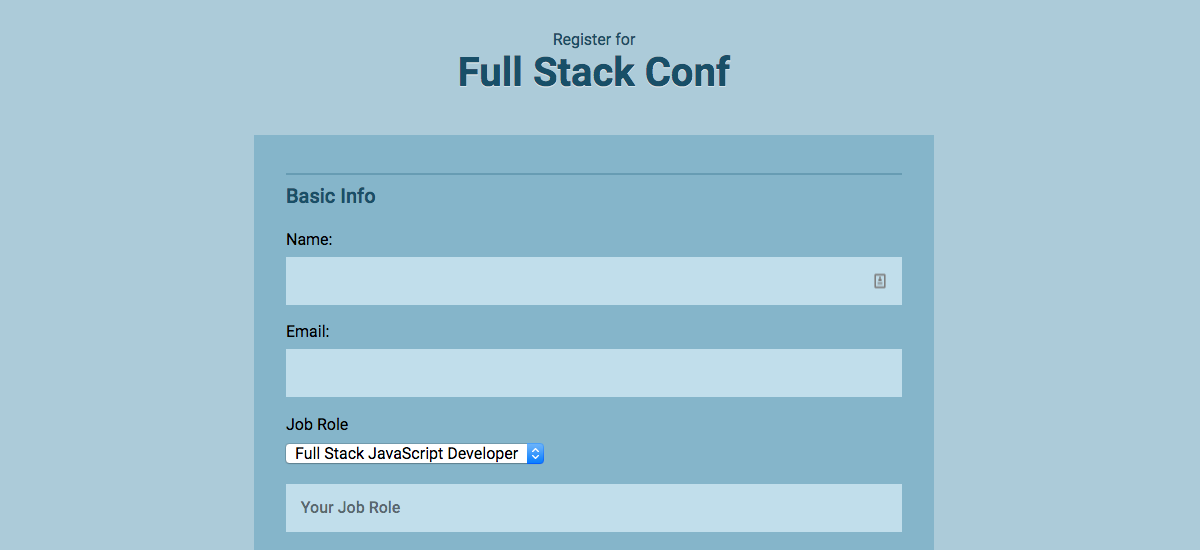 Register for
Full Stack Conf
Basic Info
Name:
Email:
Job Role
Full Stack JavaScript Developer
Your Job Role